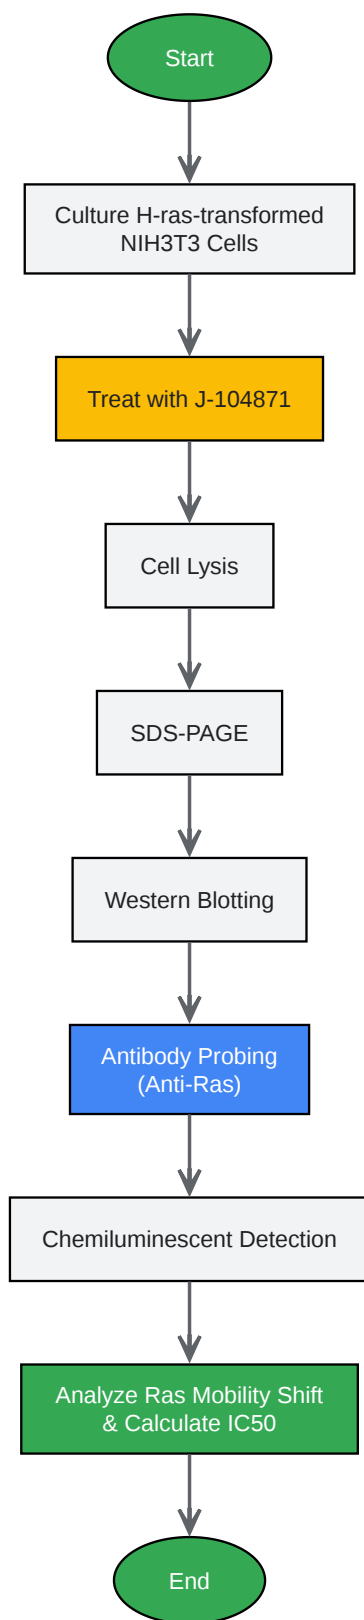 Start
Culture H-ras-transformed
NIH3T3 Cells
Treat with J-104871
Cell Lysis
SDS-PAGE
Western Blotting
Antibody Probing
(Anti-Ras)
Chemiluminescent Detection
Analyze Ras Mobility Shift
& Calculate IC50
End